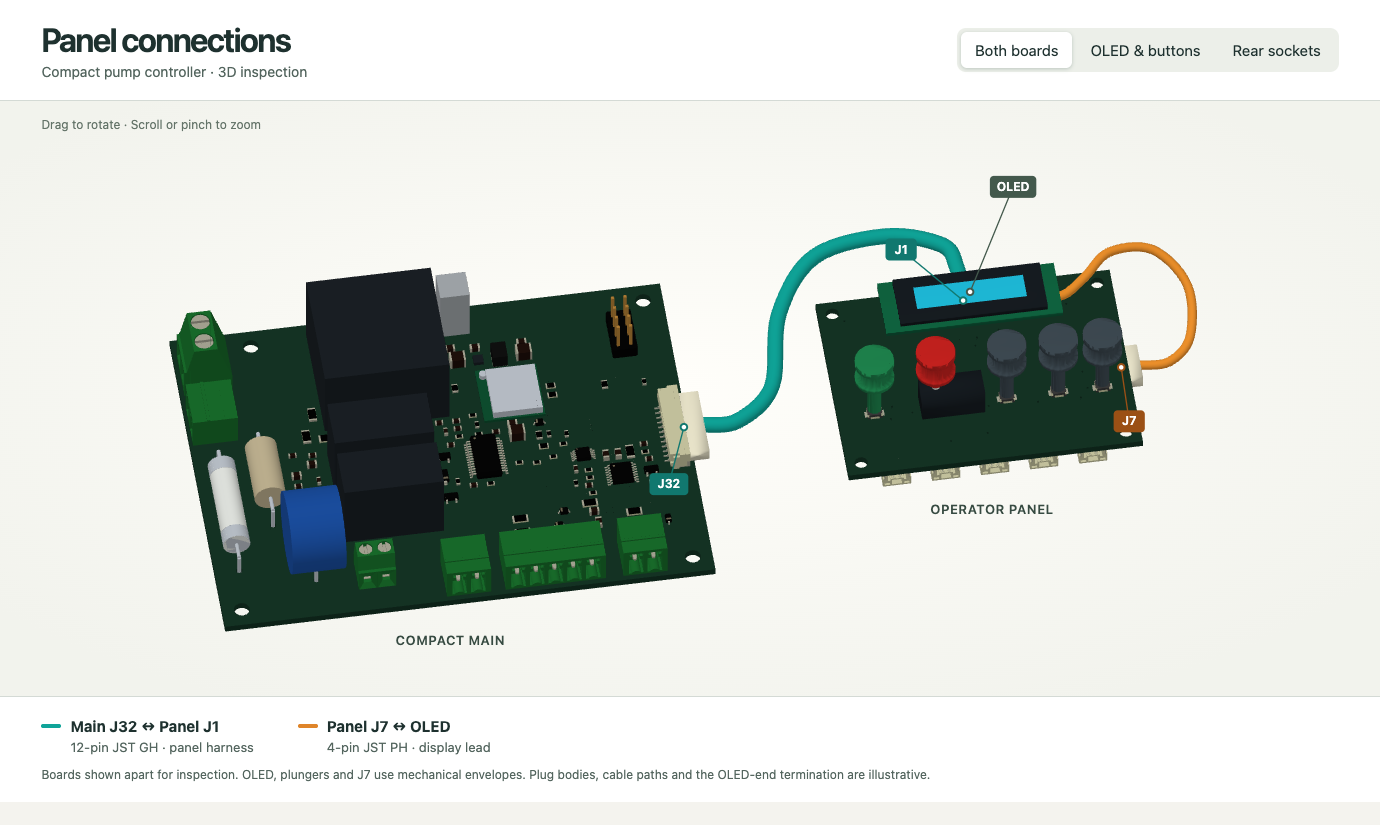 Panel connections
Compact pump controller · 3D inspection
Both boards
OLED & buttons
Rear sockets
Drag to rotate · Scroll or pinch to zoom
OLED
J1
J7
J32
OPERATOR PANEL
COMPACT MAIN
Main J32 ↔ Panel J1
12-pin JST GH · panel harness
Panel J7 ↔ OLED
4-pin JST PH · display lead
Boards shown apart for inspection. OLED, plungers and J7 use mechanical envelopes. Plug bodies, cable paths and the OLED-end termination are illustrative.